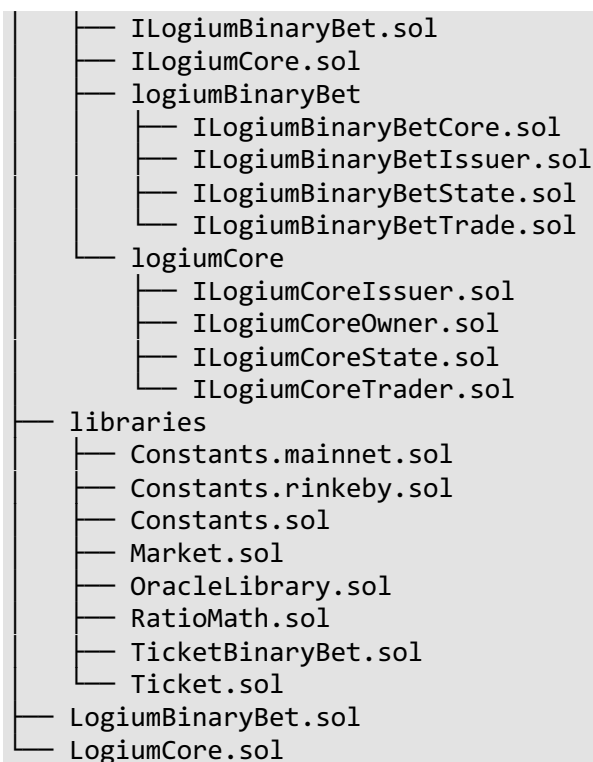 │   ├── ILogiumBinaryBet.sol
│   ├── ILogiumCore.sol
│   ├── logiumBinaryBet
│   │   ├── ILogiumBinaryBetCore.sol
│   │   ├── ILogiumBinaryBetIssuer.sol
│   │   ├── ILogiumBinaryBetState.sol
│   │   └── ILogiumBinaryBetTrade.sol
│   └── logiumCore
│       ├── ILogiumCoreIssuer.sol
│       ├── ILogiumCoreOwner.sol
│       ├── ILogiumCoreState.sol
│       └── ILogiumCoreTrader.sol
├── libraries
│   ├── Constants.mainnet.sol
│   ├── Constants.rinkeby.sol
│   ├── Constants.sol
│   ├── Market.sol
│   ├── OracleLibrary.sol
│   ├── RatioMath.sol
│   ├── TicketBinaryBet.sol
│   └── Ticket.sol
├── LogiumBinaryBet.sol
└── LogiumCore.sol